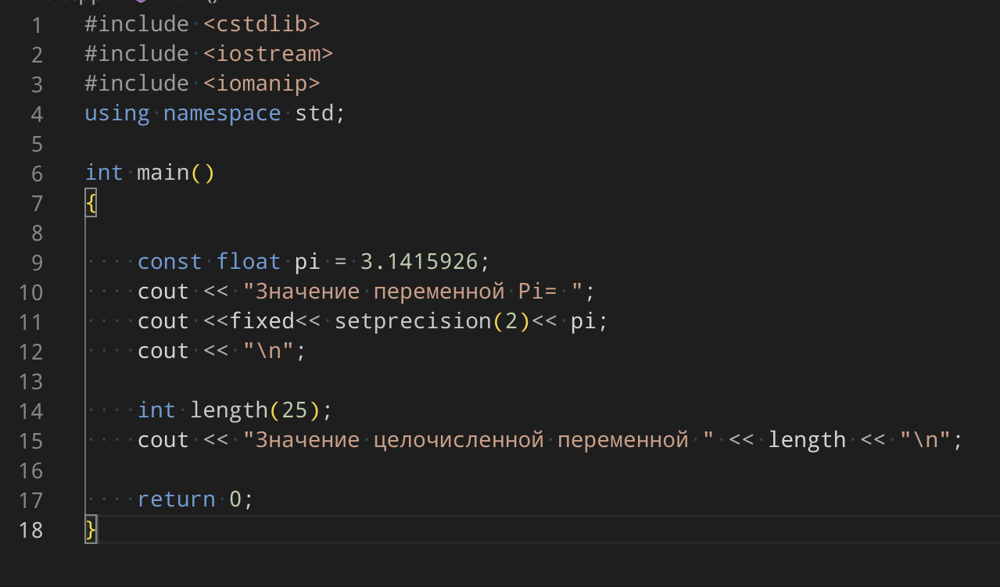 1 #include <cstdlib>
2 #include <iostream>
3 #include <iomanip>
4 using namespace std;
5
6 int main()
7 {
8
9     const float pi = 3.1415926;
10     cout << "Значение переменной Pi= ";
11     cout <<fixed<< setprecision(2)<< pi;
12     cout << "\n";
13
14     int length(25);
15     cout << "Значение целочисленной переменной " << length << "\n";
16
17     return 0;
18 }